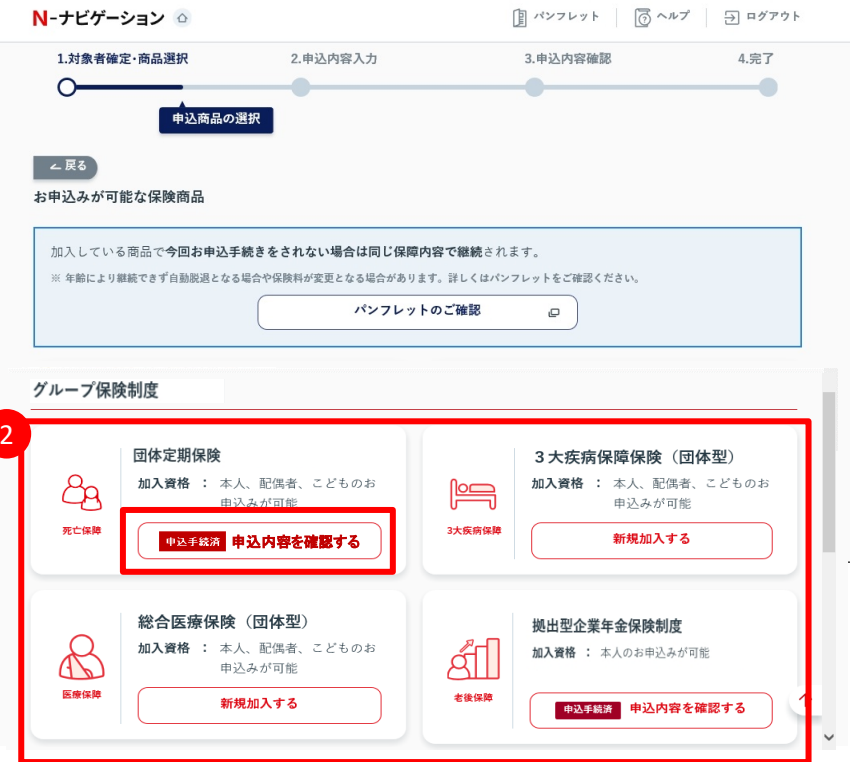 N-ナビゲーション
パンフレット
ヘルプ
ログアウト
1.対象者確定・商品選択
2.申込内容入力
3.申込内容確認
4.完了
申込商品の選択
戻る
お申込みが可能な保険商品
加入している商品で今回お申込手続きをされない場合は同じ保障内容で継続されます。
※ 年齢により継続できず自動脱退となる場合や保険料が変更となる場合があります。詳しくはパンフレットをご確認ください。
パンフレットのご確認
グループ保険制度
2
団体定期保険
加入資格 ： 本人、配偶者、こどものお
申込みが可能
死亡保障
申込手続済 申込内容を確認する
3大疾病保障保険（団体型）
加入資格 ： 本人、配偶者、こどものお
申込みが可能
3大疾病保障
新規加入する
総合医療保険（団体型）
加入資格 ： 本人、配偶者、こどものお
申込みが可能
医療保障
新規加入する
拠出型企業年金保険制度
加入資格 ： 本人のお申込みが可能
老後保障
申込手続済 申込内容を確認する